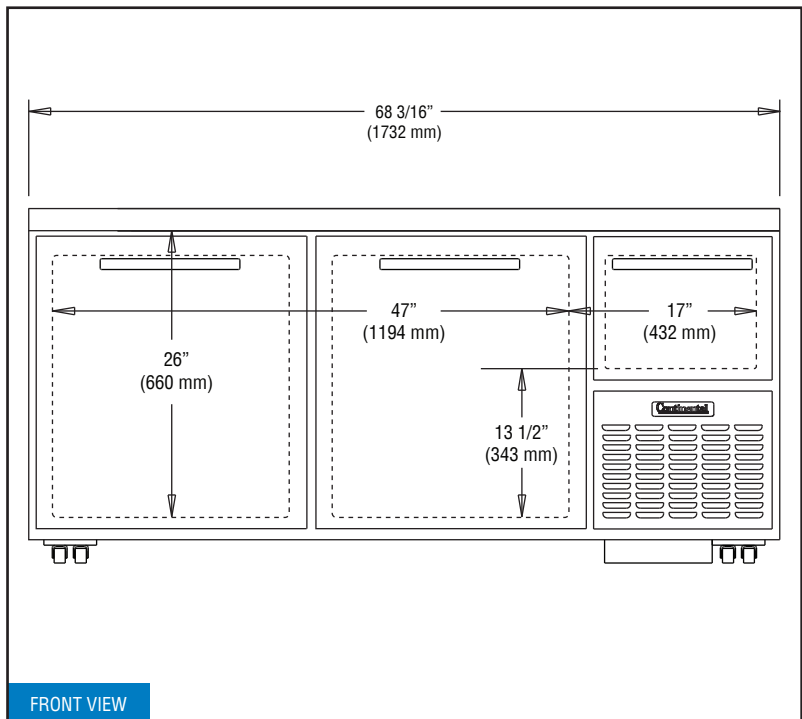 68 3/16”
(1732 mm)
47”
(1194 mm)
17”
(432 mm)
26”
(660 mm)
Continental
13 1/2”
(343 mm)
FRONT VIEW